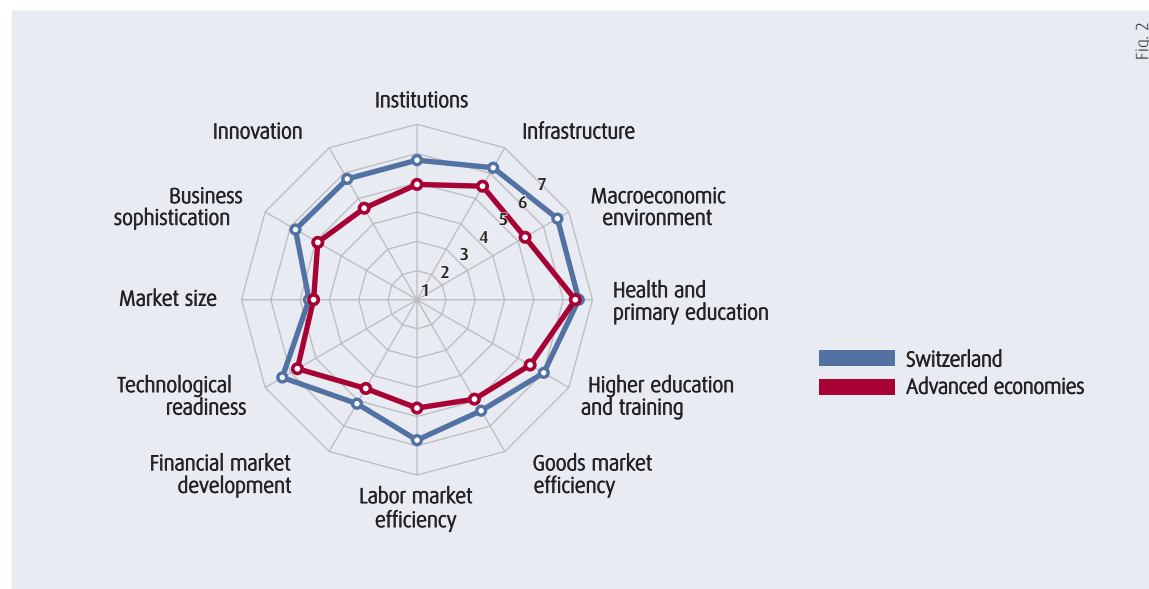 Fig. 2
Institutions
Innovation
Infrastructure
Business
sophistication
7
6
5
4
3
2
1
Macroeconomic
environment
Market size
Health and
primary education
Switzerland
Advanced economies
Technological
readiness
Higher education
and training
Financial market
development
Goods market
efficiency
Labor market
efficiency